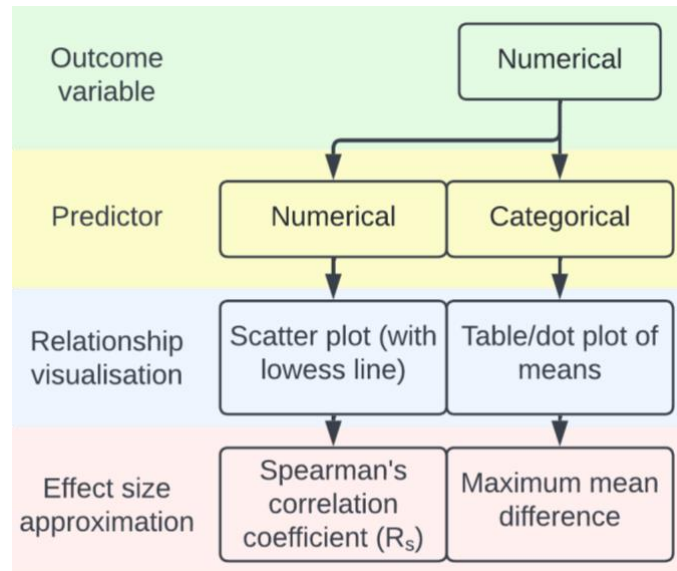 Outcome
variable
Numerical
Predictor
Numerical
Categorical
Relationship
visualisation
Scatter plot (with
lowess line)
Table/dot plot of
means
Effect size
approximation
Spearman's
correlation
coefficient (Rₛ)
Maximum mean
difference